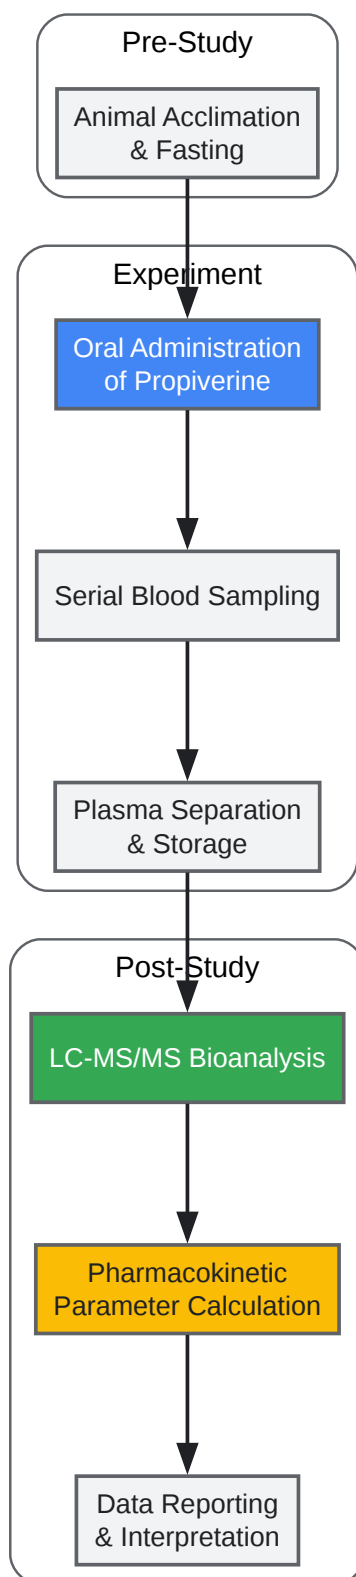 Pre-Study
Animal Acclimation
& Fasting
Experiment
Oral Administration
of Propiverine
Serial Blood Sampling
Plasma Separation
& Storage
Post-Study
LC-MS/MS Bioanalysis
Pharmacokinetic
Parameter Calculation
Data Reporting
& Interpretation